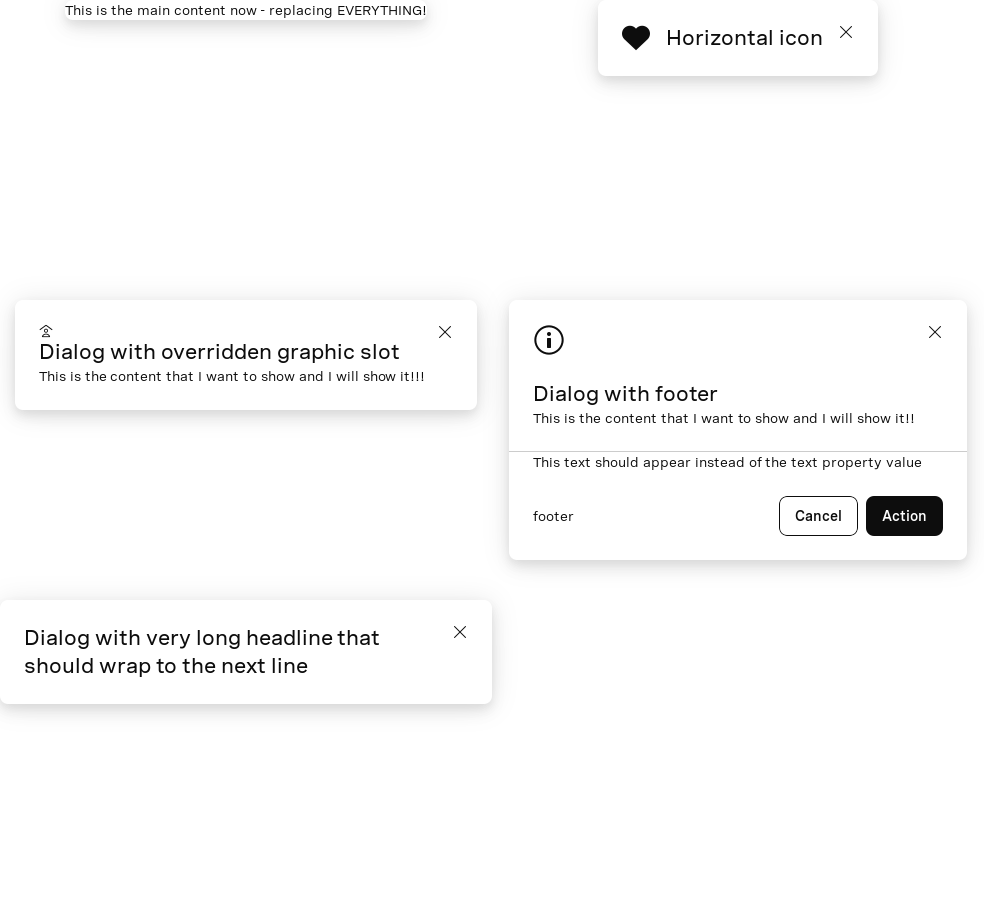 This is the main content now - replacing EVERYTHING!
Horizontal icon
Dialog with overridden graphic slot
This is the content that I want to show and I will show it!!!
Dialog with footer
This is the content that I want to show and I will show it!!
This text should appear instead of the text property value
footer
Cancel
Action
Dialog with very long headline that
should wrap to the next line